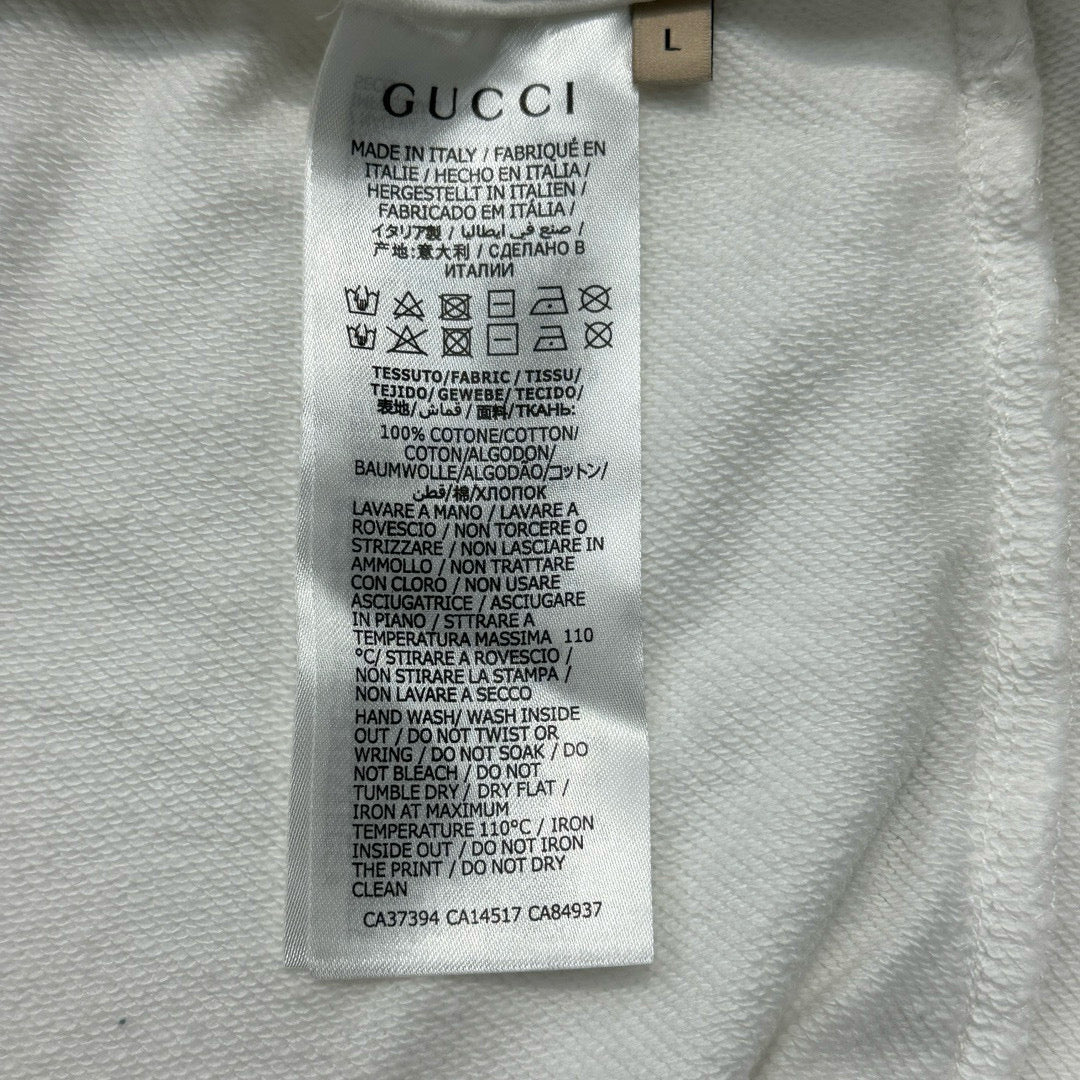 L
GUCCI
MADE IN ITALY / FABRIQUÉ EN
ITALIE / HECHO EN ITALIA /
HERGESTELLT IN ITALIEN /
FABRICADO EM ITÁLIA /
イタリア製 / صنع في ايطاليا /
产地:意大利 / СДЕЛАНО В
ИТАЛИИ
TESSUTO/FABRIC / TISSU/
TEJIDO/ GEWEBE/ TECIDO/
表地/ قماش / 面料/ТКАНЬ:
100% COTONE/COTTON/
COTON/ALGODON/
BAUMWOLLE/ALGODÃO/コットン/
قطن/棉/ХЛОПОК
LAVARE A MANO / LAVARE A
ROVESCIO / NON TORCERE O
STRIZZARE / NON LASCIARE IN
AMMOLLO / NON TRATTARE
CON CLORO / NON USARE
ASCIUGATRICE / ASCIUGARE
IN PIANO / STTRARE A
TEMPERATURA MASSIMA 110
°C/ STIRARE A ROVESCIO /
NON STIRARE LA STAMPA /
NON LAVARE A SECCO
HAND WASH/ WASH INSIDE
OUT / DO NOT TWIST OR
WRING / DO NOT SOAK / DO
NOT BLEACH / DO NOT
TUMBLE DRY / DRY FLAT /
IRON AT MAXIMUM
TEMPERATURE 110°C / IRON
INSIDE OUT / DO NOT IRON
THE PRINT / DO NOT DRY
CLEAN
CA37394 CA14517 CA84937